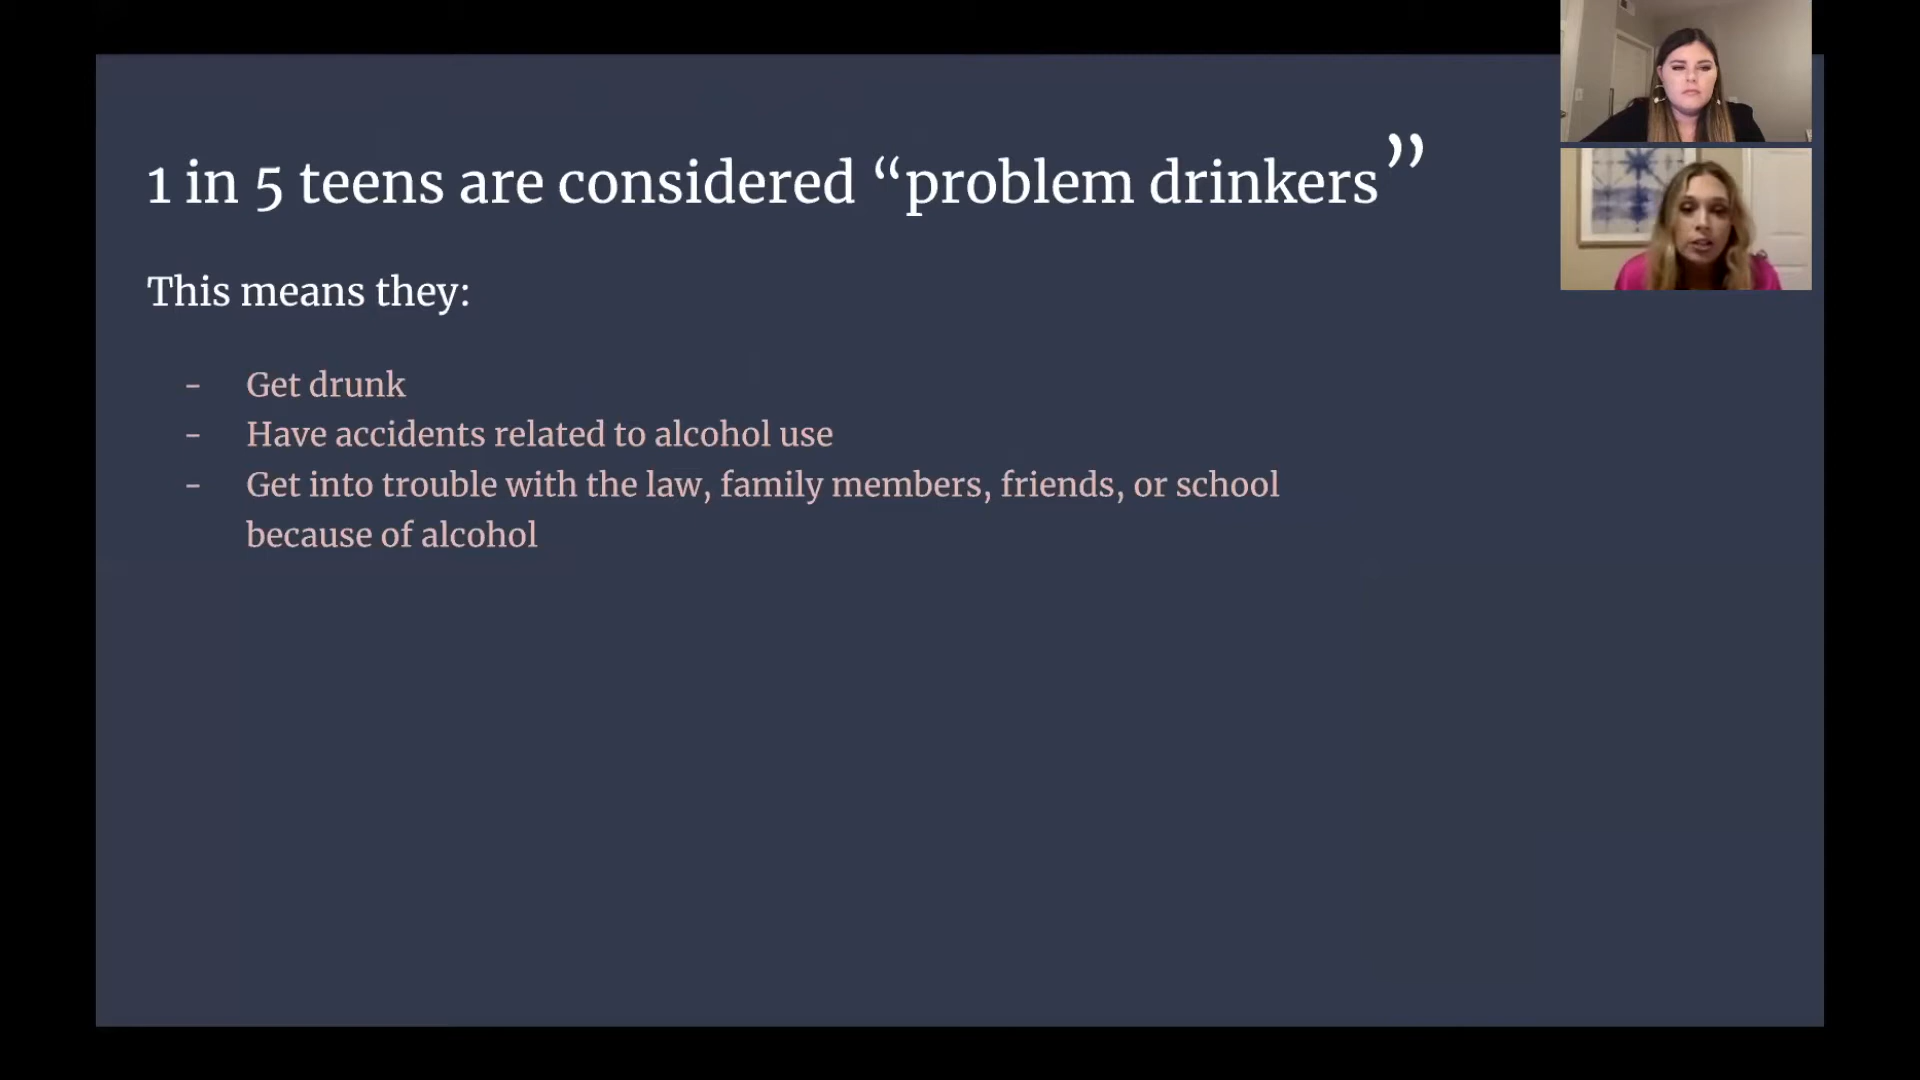 1 in 5 teens are considered “problem drinkers”
This means they:
- Get drunk
- Have accidents related to alcohol use
- Get into trouble with the law, family members, friends, or school
because of alcohol